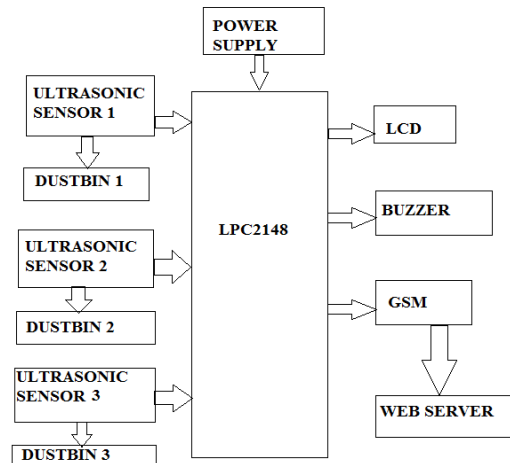 POWER
SUPPLY
ULTRASONIC
SENSOR 1
DUSTBIN 1
ULTRASONIC
SENSOR 2
DUSTBIN 2
ULTRASONIC
SENSOR 3
DUSTBIN 3
LPC2148
LCD
BUZZER
GSM
WEB SERVER